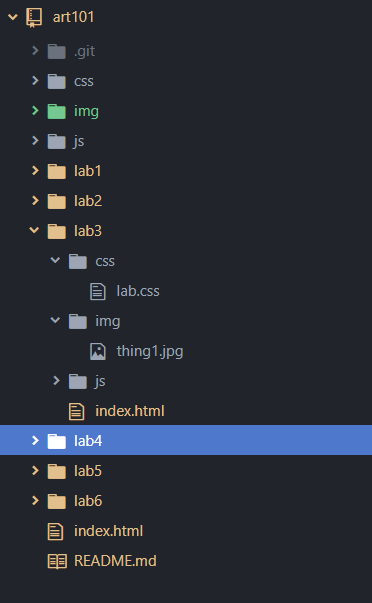 art101
.git
css
img
js
lab1
lab2
lab3
css
lab.css
img
thing1.jpg
js
index.html
lab4
lab5
lab6
index.html
README.md